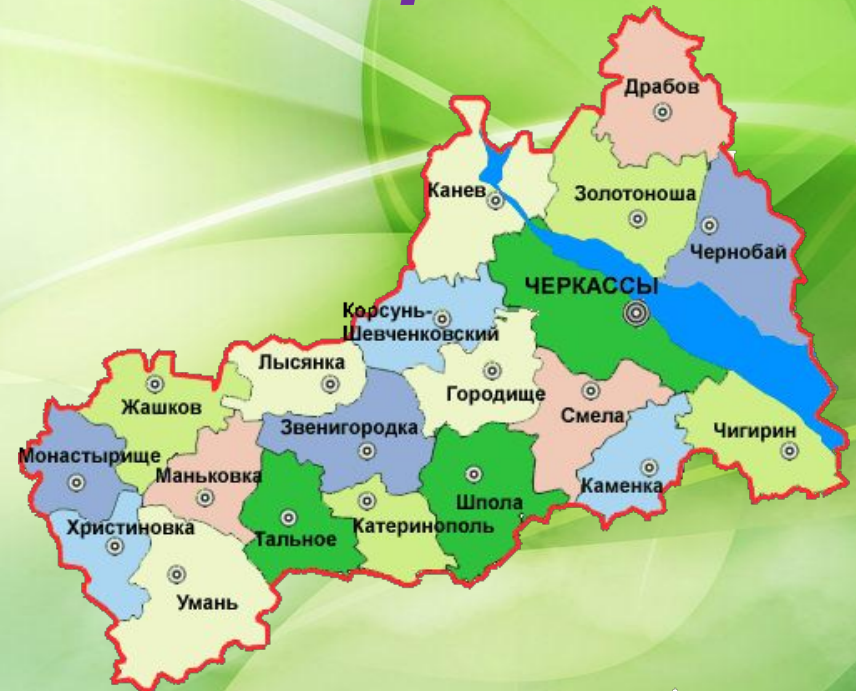 Драбов
Канев
Золотоноша
Чернобай
ЧЕРКАССЫ
Корсунь-
Шевченковский
Лысянка
Городище
Жашков
Смела
Звенигородка
Чигирин
Монастырище
Маньковка
Каменка
Шпола
Христиновка
Катеринополь
Тальное
Умань